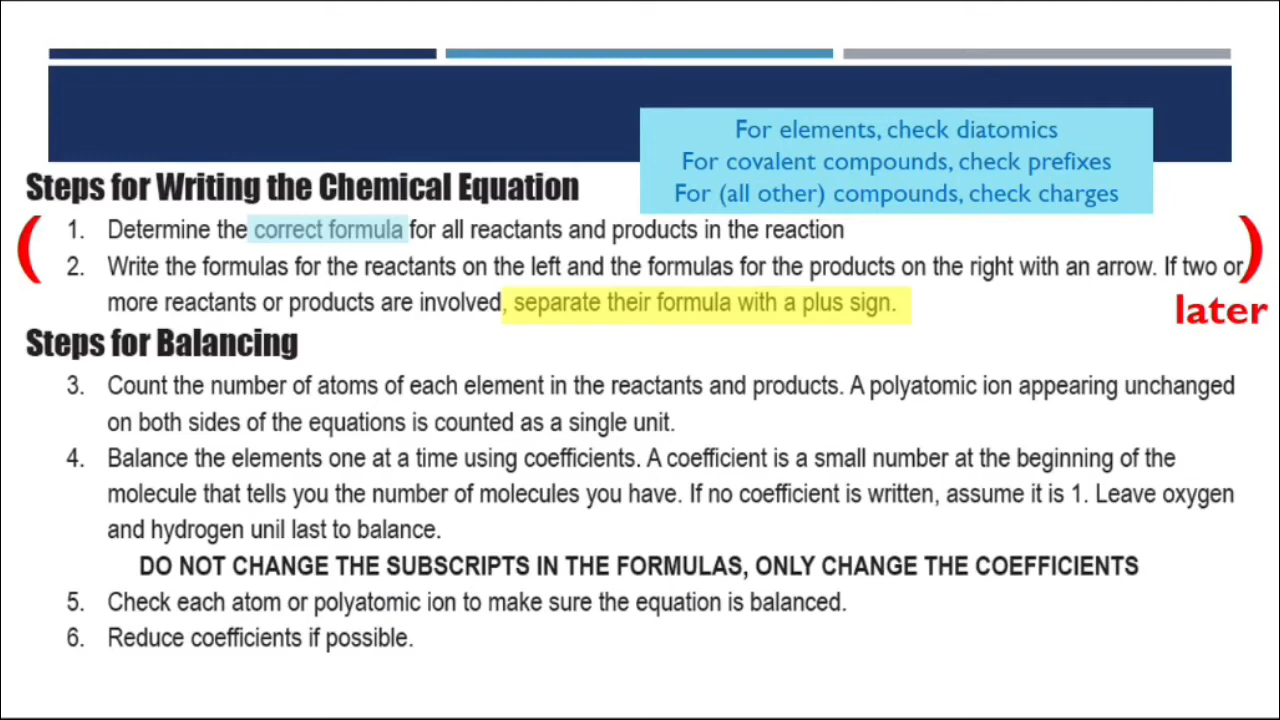 For elements, check diatomics
For covalent compounds, check prefixes
For (all other) compounds, check charges
Steps for Writing the Chemical Equation
( 1. Determine the correct formula for all reactants and products in the reaction )
2. Write the formulas for the reactants on the left and the formulas for the products on the right with an arrow. If two or
more reactants or products are involved, separate their formula with a plus sign.
later
Steps for Balancing
3. Count the number of atoms of each element in the reactants and products. A polyatomic ion appearing unchanged
on both sides of the equations is counted as a single unit.
4. Balance the elements one at a time using coefficients. A coefficient is a small number at the beginning of the
molecule that tells you the number of molecules you have. If no coefficient is written, assume it is 1. Leave oxygen
and hydrogen unil last to balance.
DO NOT CHANGE THE SUBSCRIPTS IN THE FORMULAS, ONLY CHANGE THE COEFFICIENTS
5. Check each atom or polyatomic ion to make sure the equation is balanced.
6. Reduce coefficients if possible.